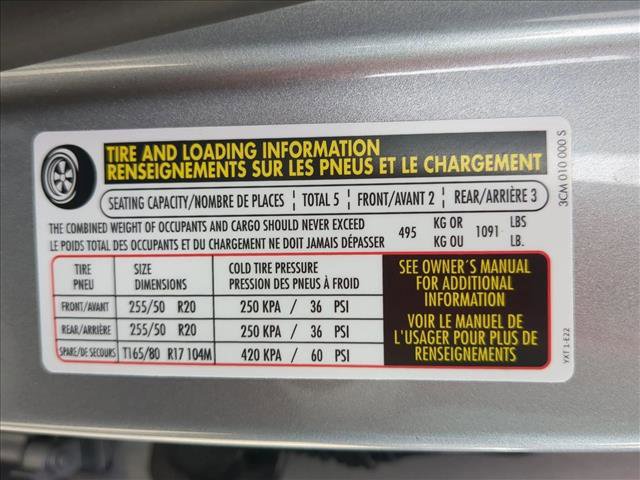 TIRE AND LOADING INFORMATION
RENSEIGNEMENTS SUR LES PNEUS ET LE CHARGEMENT
SEATING CAPACITY/NOMBRE DE PLACES TOTAL 5 FRONT/AVANT 2 REAR/ARRIÈRE 3
THE COMBINED WEIGHT OF OCCUPANTS AND CARGO SHOULD NEVER EXCEED 495 KG OR 1091 LBS
LE POIDS TOTAL DES OCCUPANTS ET DU CHARGEMENT NE DOIT JAMAIS DÉPASSER KG OU LB.
TIRE SIZE COLD TIRE PRESSURE
PNEU DIMENSIONS PRESSION DES PNEUS À FROID
FRONT/AVANT 255/50 R20 250 KPA / 36 PSI
REAR/ARRIÈRE 255/50 R20 250 KPA / 36 PSI
SPARE/DE SECOURS T165/80 R17 104M 420 KPA / 60 PSI
SEE OWNER´S MANUAL
FOR ADDITIONAL
INFORMATION
VOIR LE MANUEL DE
L'USAGER POUR PLUS DE
RENSEIGNEMENTS
3CM 010 000 S
YXT 1-E22